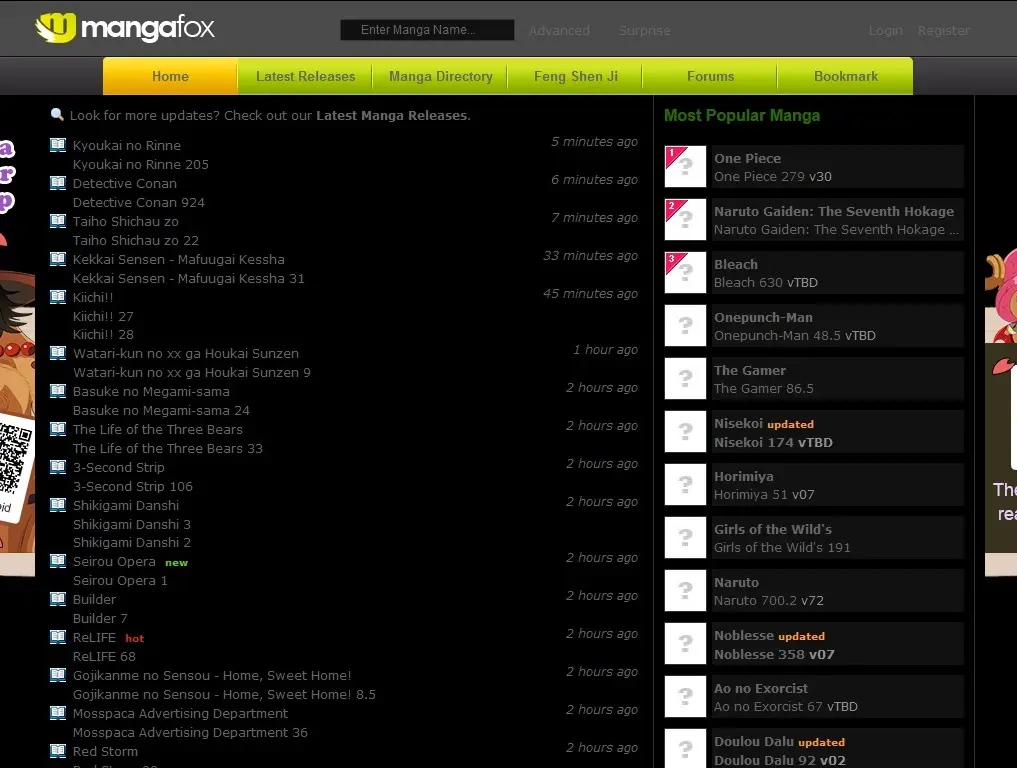 mangafox
Enter Manga Name...
Advanced
Surprise
Login
Register
Home
Latest Releases
Manga Directory
Feng Shen Ji
Forums
Bookmark
Look for more updates? Check out our Latest Manga Releases.
Kyoukai no Rinne
5 minutes ago
Kyoukai no Rinne 205
Detective Conan
6 minutes ago
Detective Conan 924
Taiho Shichau zo
7 minutes ago
Taiho Shichau zo 22
Kekkai Sensen - Mafuugai Kessha
33 minutes ago
Kekkai Sensen - Mafuugai Kessha 31
Kiichi!!
45 minutes ago
Kiichi!! 27
Kiichi!! 28
Watari-kun no xx ga Houkai Sunzen
1 hour ago
Watari-kun no xx ga Houkai Sunzen 9
Basuke no Megami-sama
2 hours ago
Basuke no Megami-sama 24
The Life of the Three Bears
2 hours ago
The Life of the Three Bears 33
3-Second Strip
2 hours ago
3-Second Strip 106
Shikigami Danshi
2 hours ago
Shikigami Danshi 3
Shikigami Danshi 2
Seirou Opera new
2 hours ago
Seirou Opera 1
Builder
2 hours ago
Builder 7
ReLIFE hot
2 hours ago
ReLIFE 68
Gojikanme no Sensou - Home, Sweet Home!
2 hours ago
Gojikanme no Sensou - Home, Sweet Home! 8.5
Mosspaca Advertising Department
2 hours ago
Mosspaca Advertising Department 36
Red Storm
2 hours ago
Most Popular Manga
1
One Piece
One Piece 279 v30
2
Naruto Gaiden: The Seventh Hokage
Naruto Gaiden: The Seventh Hokage ...
3
Bleach
Bleach 630 vTBD
Onepunch-Man
Onepunch-Man 48.5 vTBD
The Gamer
The Gamer 86.5
Nisekoi updated
Nisekoi 174 vTBD
Horimiya
Horimiya 51 v07
Girls of the Wild's
Girls of the Wild's 191
Naruto
Naruto 700.2 v72
Noblesse updated
Noblesse 358 v07
Ao no Exorcist
Ao no Exorcist 67 vTBD
Doulou Dalu updated
Doulou Dalu 92 v02